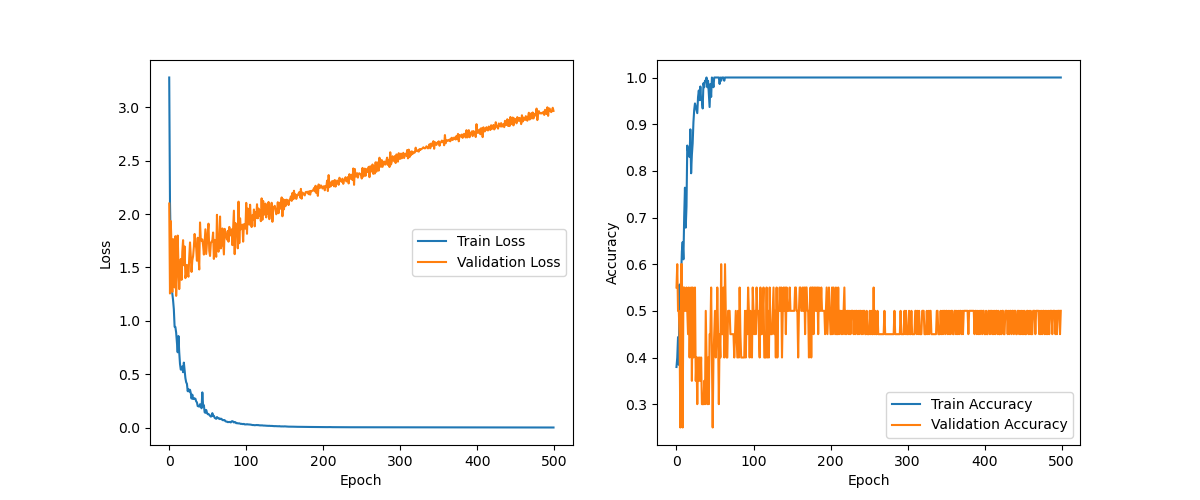 3.0
2.5
2.0
1.5
1.0
0.5
0.0
Loss
0 100 200 300 400 500
Epoch
Train Loss
Validation Loss
1.0
0.9
0.8
0.7
0.6
0.5
0.4
0.3
Accuracy
0 100 200 300 400 500
Epoch
Train Accuracy
Validation Accuracy